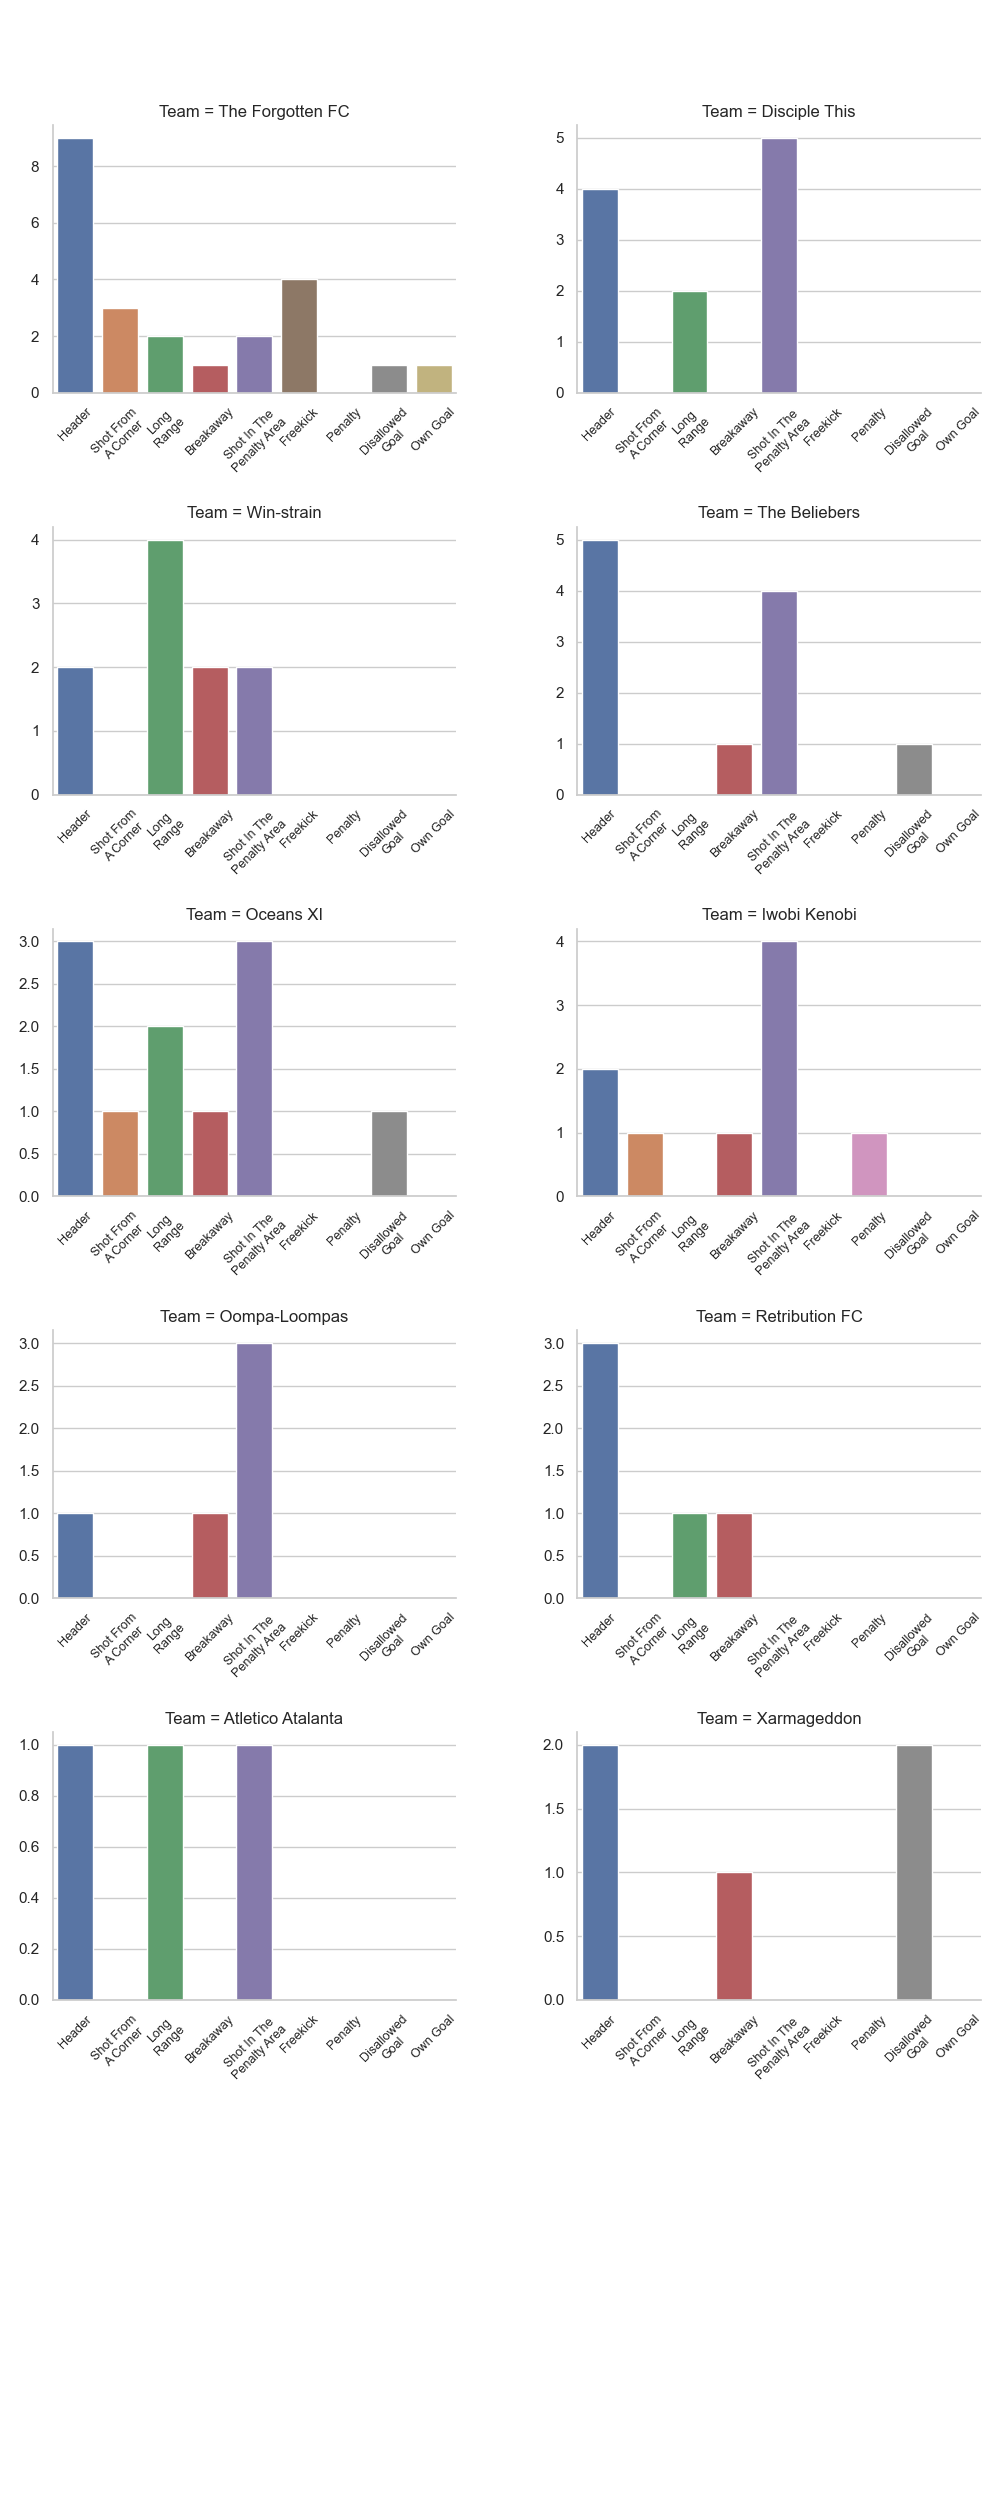 Team = The Forgotten FC
8
6
4
2
0
Header
Shot From
A Corner
Long
Range
Breakaway
Shot In The
Penalty Area
Freekick
Penalty
Disallowed
Goal
Own Goal
Team = Disciple This
5
4
3
2
1
0
Header
Shot From
A Corner
Long
Range
Breakaway
Shot In The
Penalty Area
Freekick
Penalty
Disallowed
Goal
Own Goal
Team = Win-strain
4
3
2
1
0
Header
Shot From
A Corner
Long
Range
Breakaway
Shot In The
Penalty Area
Freekick
Penalty
Disallowed
Goal
Own Goal
Team = The Beliebers
5
4
3
2
1
0
Header
Shot From
A Corner
Long
Range
Breakaway
Shot In The
Penalty Area
Freekick
Penalty
Disallowed
Goal
Own Goal
Team = Oceans XI
3.0
2.5
2.0
1.5
1.0
0.5
0.0
Header
Shot From
A Corner
Long
Range
Breakaway
Shot In The
Penalty Area
Freekick
Penalty
Disallowed
Goal
Own Goal
Team = Iwobi Kenobi
4
3
2
1
0
Header
Shot From
A Corner
Long
Range
Breakaway
Shot In The
Penalty Area
Freekick
Penalty
Disallowed
Goal
Own Goal
Team = Oompa-Loompas
3.0
2.5
2.0
1.5
1.0
0.5
0.0
Header
Shot From
A Corner
Long
Range
Breakaway
Shot In The
Penalty Area
Freekick
Penalty
Disallowed
Goal
Own Goal
Team = Retribution FC
3.0
2.5
2.0
1.5
1.0
0.5
0.0
Header
Shot From
A Corner
Long
Range
Breakaway
Shot In The
Penalty Area
Freekick
Penalty
Disallowed
Goal
Own Goal
Team = Atletico Atalanta
1.0
0.8
0.6
0.4
0.2
0.0
Header
Shot From
A Corner
Long
Range
Breakaway
Shot In The
Penalty Area
Freekick
Penalty
Disallowed
Goal
Own Goal
Team = Xarmageddon
2.0
1.5
1.0
0.5
0.0
Header
Shot From
A Corner
Long
Range
Breakaway
Shot In The
Penalty Area
Freekick
Penalty
Disallowed
Goal
Own Goal